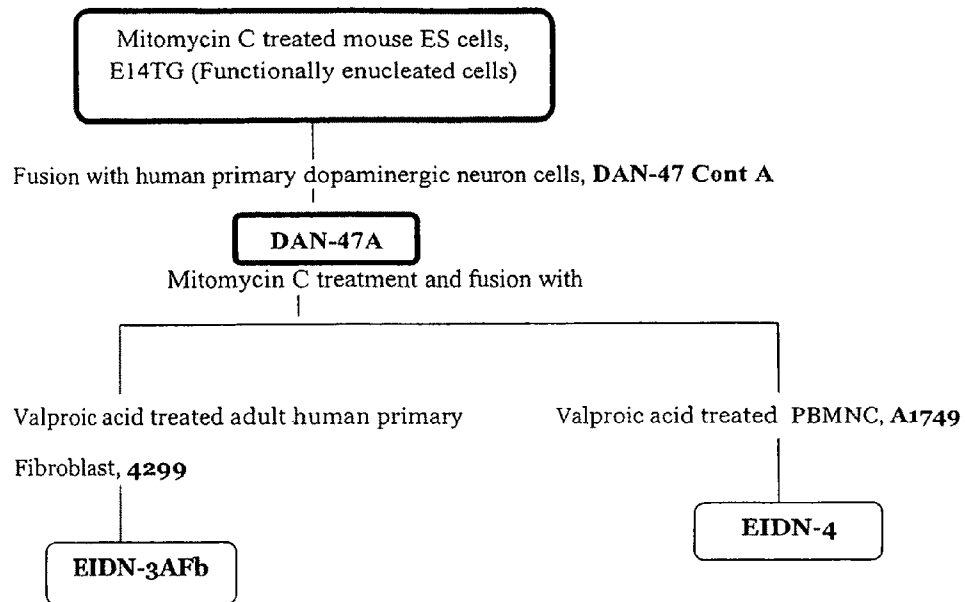 Mitomycin C treated mouse ES cells,
E14TG (Functionally enucleated cells)
Fusion with human primary dopaminergic neuron cells, DAN-47 Cont A
DAN-47A
Mitomycin C treatment and fusion with
Valproic acid treated adult human primary
Fibroblast, 4299
EIDN-3AFb
Valproic acid treated PBMNC, A1749
EIDN-4